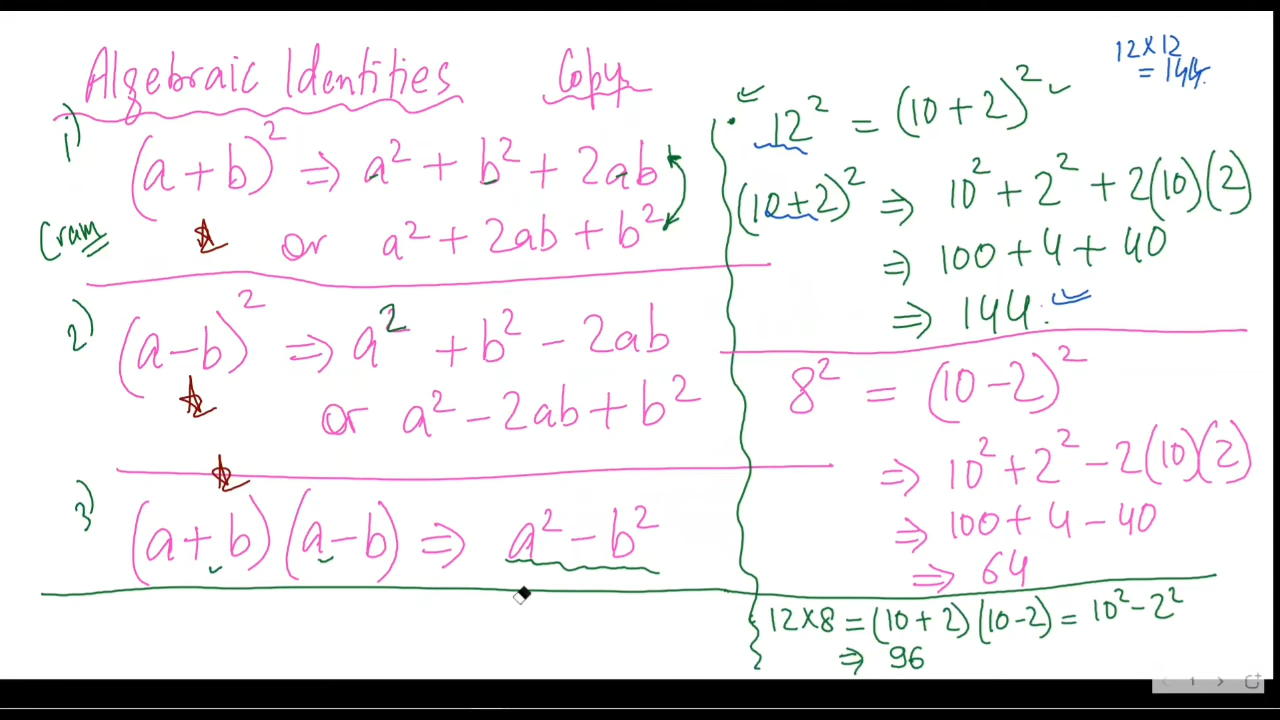 Algebraic Identities Copy
1) (a+b)² ⇒ a² + b² + 2ab
Cram or a² + 2ab + b²
2) (a-b)² ⇒ a² + b² - 2ab
or a² - 2ab + b²
3) (a+b)(a-b) ⇒ a² - b²
12×12
= 144.
12² = (10+2)²
(10+2)² ⇒ 10² + 2² + 2(10)(2)
⇒ 100 + 4 + 40
⇒ 144.
8² = (10-2)²
⇒ 10² + 2² - 2(10)(2)
⇒ 100 + 4 - 40
⇒ 64
12×8 = (10+2)(10-2) = 10² - 2²
⇒ 96
1